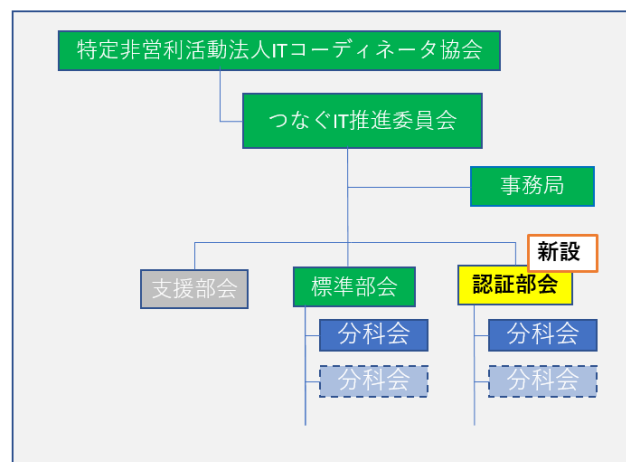 特定非営利活動法人ITコーディネータ協会
つなぐIT推進委員会
事務局
新設
支援部会
標準部会
認証部会
分科会
分科会
分科会
分科会